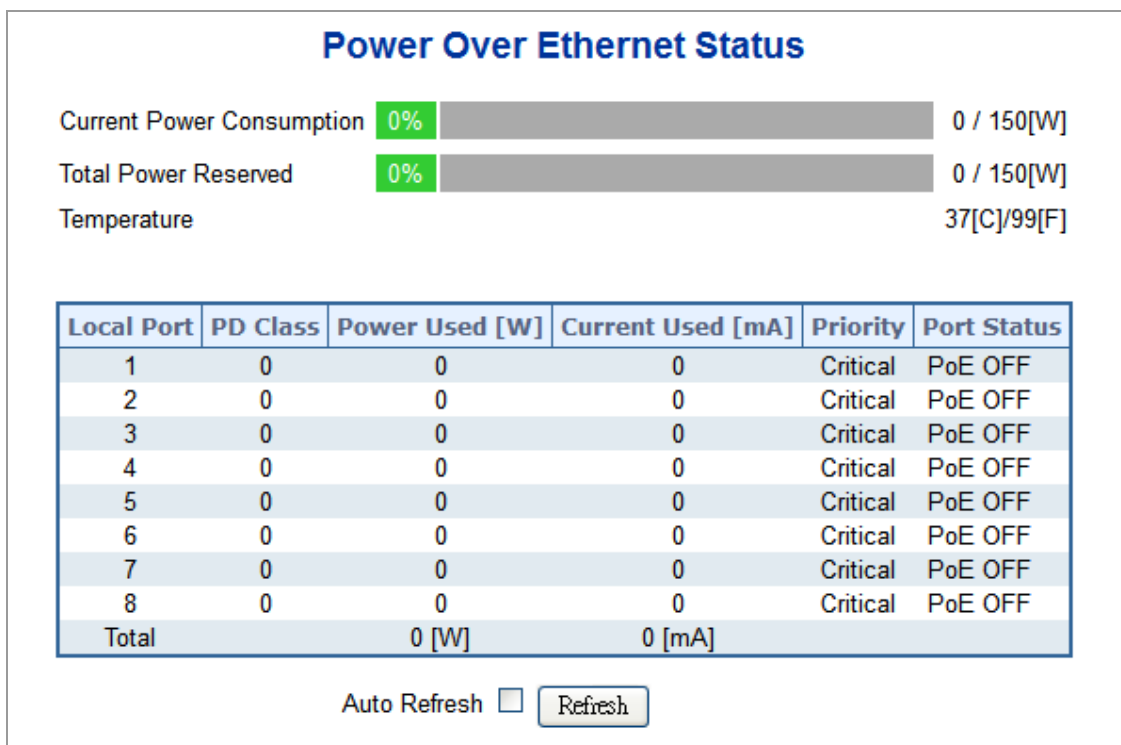 Power Over Ethernet Status
Current Power Consumption 0% 0 / 150[W]
Total Power Reserved 0% 0 / 150[W]
Temperature 37[C]/99[F]
Local Port PD Class Power Used [W] Current Used [mA] Priority Port Status
1 0 0 0 Critical PoE OFF
2 0 0 0 Critical PoE OFF
3 0 0 0 Critical PoE OFF
4 0 0 0 Critical PoE OFF
5 0 0 0 Critical PoE OFF
6 0 0 0 Critical PoE OFF
7 0 0 0 Critical PoE OFF
8 0 0 0 Critical PoE OFF
Total 0 [W] 0 [mA]
Auto Refresh Refresh